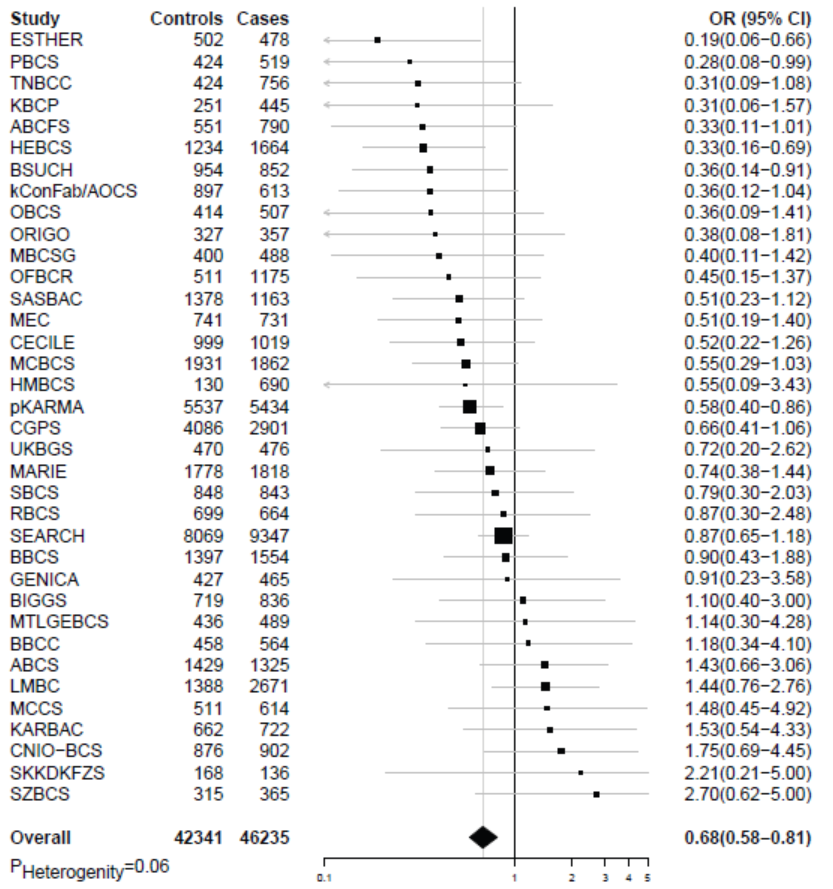 Study Controls Cases OR (95% CI)
ESTHER 502 478 0.19(0.06−0.66)
PBCS 424 519 0.28(0.08−0.99)
TNBCC 424 756 0.31(0.09−1.08)
KBCP 251 445 0.31(0.06−1.57)
ABCFS 551 790 0.33(0.11−1.01)
HEBCS 1234 1664 0.33(0.16−0.69)
BSUCH 954 852 0.36(0.14−0.91)
kConFab/AOCS 897 613 0.36(0.12−1.04)
OBCS 414 507 0.36(0.09−1.41)
ORIGO 327 357 0.38(0.08−1.81)
MBCSG 400 488 0.40(0.11−1.42)
OFBCR 511 1175 0.45(0.15−1.37)
SASBAC 1378 1163 0.51(0.23−1.12)
MEC 741 731 0.51(0.19−1.40)
CECILE 999 1019 0.52(0.22−1.26)
MCBCS 1931 1862 0.55(0.29−1.03)
HMBCS 130 690 0.55(0.09−3.43)
pKARMA 5537 5434 0.58(0.40−0.86)
CGPS 4086 2901 0.66(0.41−1.06)
UKBGS 470 476 0.72(0.20−2.62)
MARIE 1778 1818 0.74(0.38−1.44)
SBCS 848 843 0.79(0.30−2.03)
RBCS 699 664 0.87(0.30−2.48)
SEARCH 8069 9347 0.87(0.65−1.18)
BBCS 1397 1554 0.90(0.43−1.88)
GENICA 427 465 0.91(0.23−3.58)
BIGGS 719 836 1.10(0.40−3.00)
MTLGEBCS 436 489 1.14(0.30−4.28)
BBCC 458 564 1.18(0.34−4.10)
ABCS 1429 1325 1.43(0.66−3.06)
LMBC 1388 2671 1.44(0.76−2.76)
MCCS 511 614 1.48(0.45−4.92)
KARBAC 662 722 1.53(0.54−4.33)
CNIO−BCS 876 902 1.75(0.69−4.45)
SKKDKFZS 168 136 2.21(0.21−5.00)
SZBCS 315 365 2.70(0.62−5.00)
Overall 42341 46235 0.68(0.58−0.81)
PHeterogenity=0.06
0.1 1 2 3 4 5